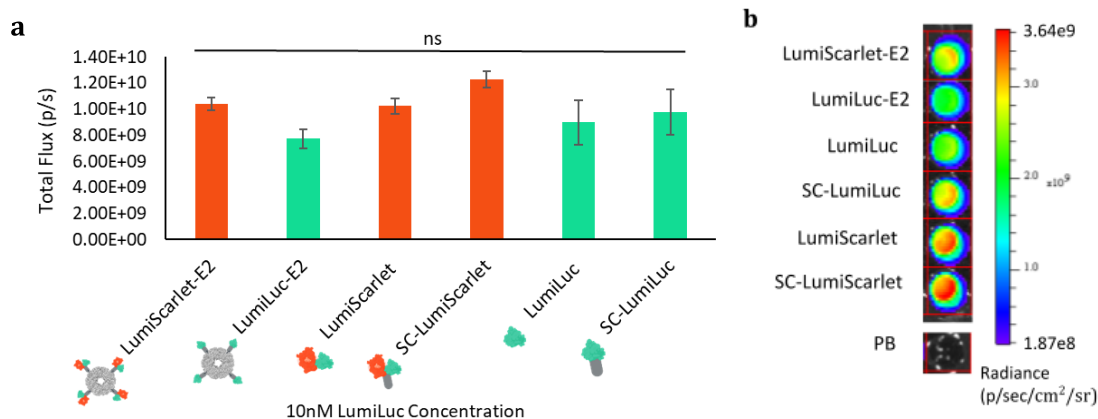 a
ns
1.40E+10
1.20E+10
1.00E+10
8.00E+09
6.00E+09
4.00E+09
2.00E+09
0.00E+00
Total Flux (p/s)
LumiScarlet-E2
LumiLuc-E2
LumiScarlet
SC-LumiScarlet
LumiLuc
SC-LumiLuc
10nM LumiLuc Concentration
b
LumiScarlet-E2
LumiLuc-E2
LumiLuc
SC-LumiLuc
LumiScarlet
SC-LumiScarlet
PB
3.64e9
3.0
2.0
x10⁹
1.0
1.87e8
Radiance
(p/sec/cm²/sr)